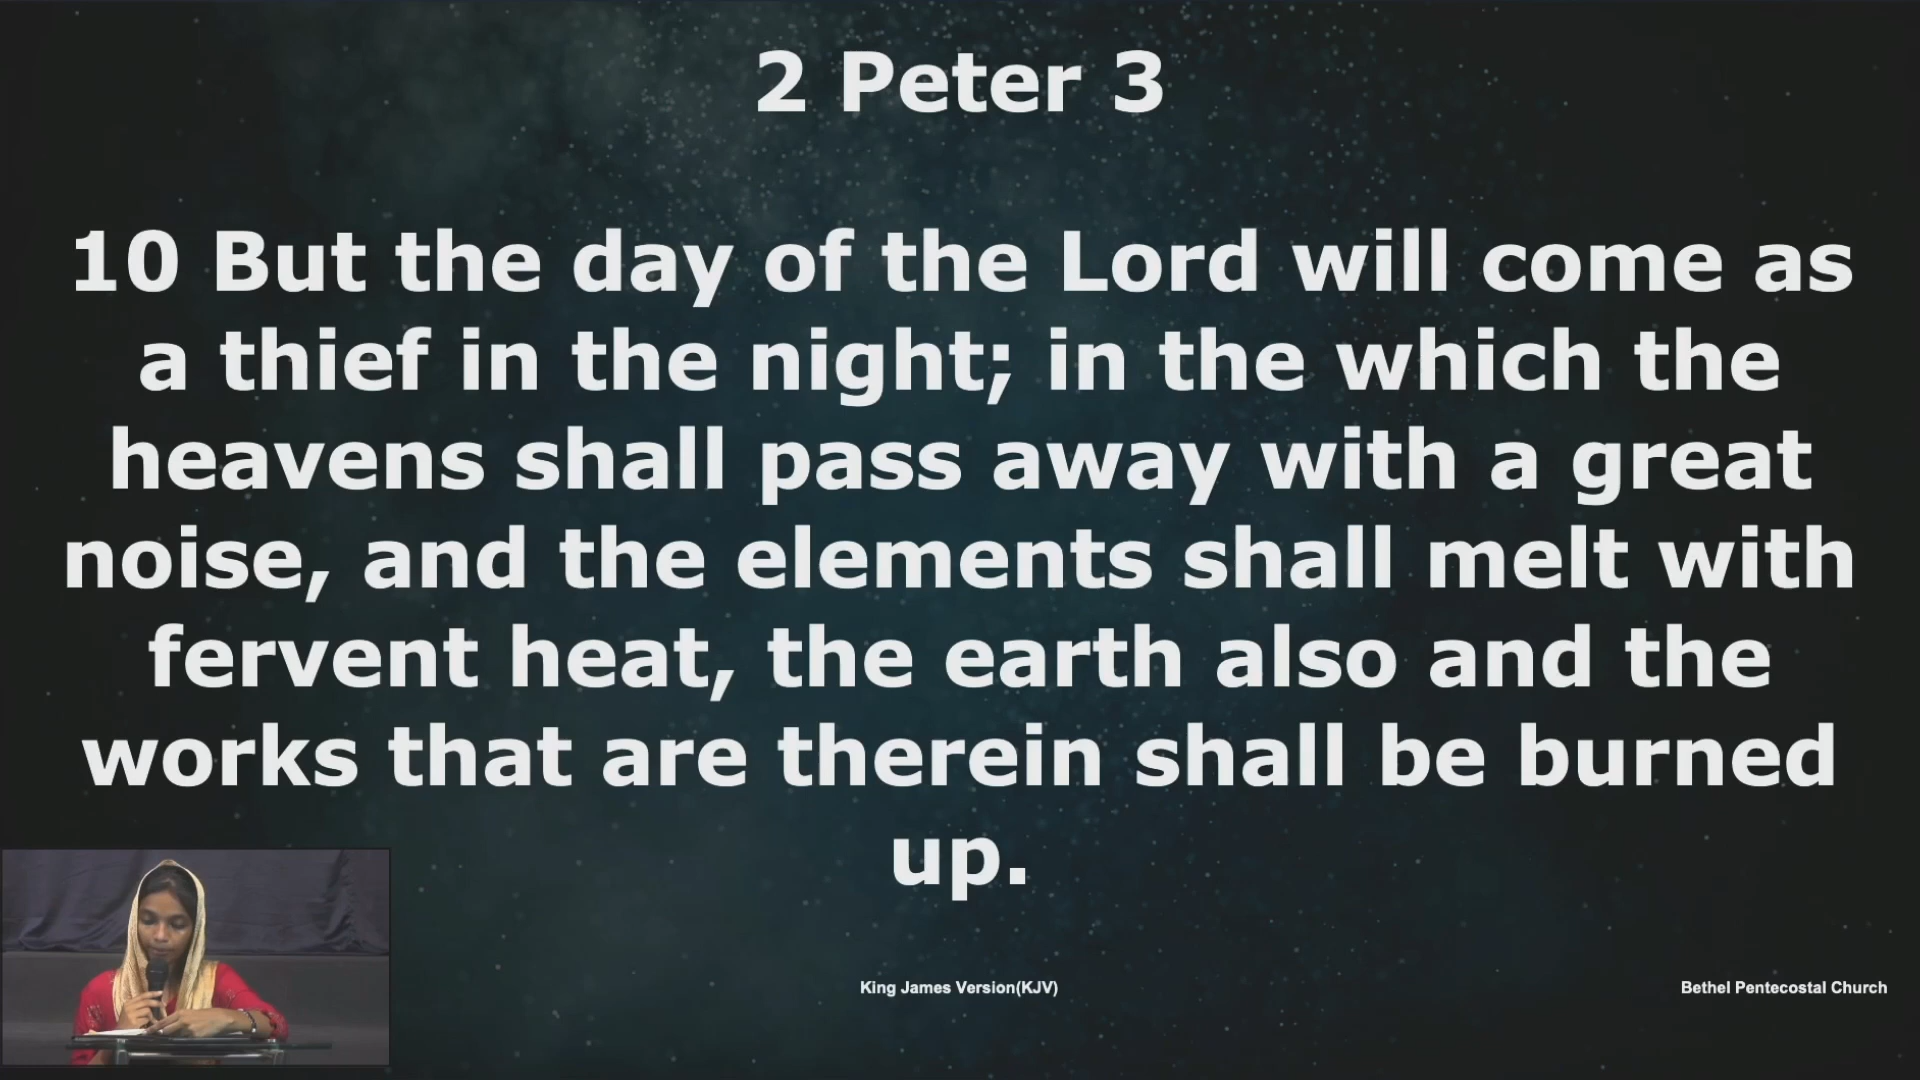 2 Peter 3
10 But the day of the Lord will come as
a thief in the night; in the which the
heavens shall pass away with a great
noise, and the elements shall melt with
fervent heat, the earth also and the
works that are therein shall be burned
up.
King James Version(KJV)
Bethel Pentecostal Church